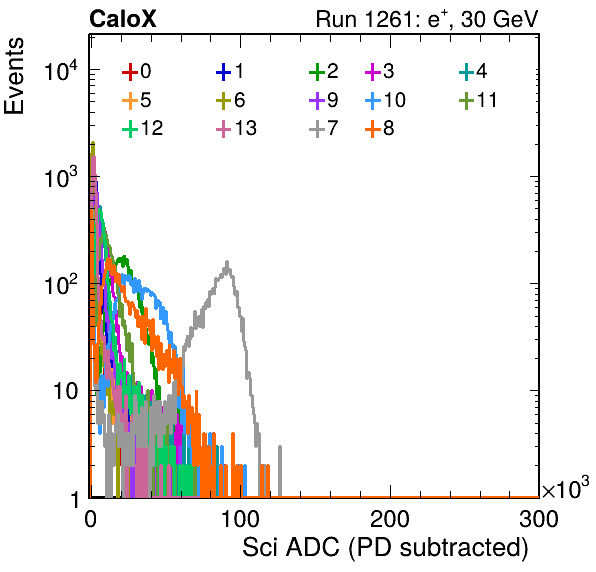 CaloX Run 1261: e⁺, 30 GeV
Events
10⁴
10³
10²
10
1
0 1 2 3 4
5 6 9 10 11
12 13 7 8
0 100 200 300
×10³
Sci ADC (PD subtracted)